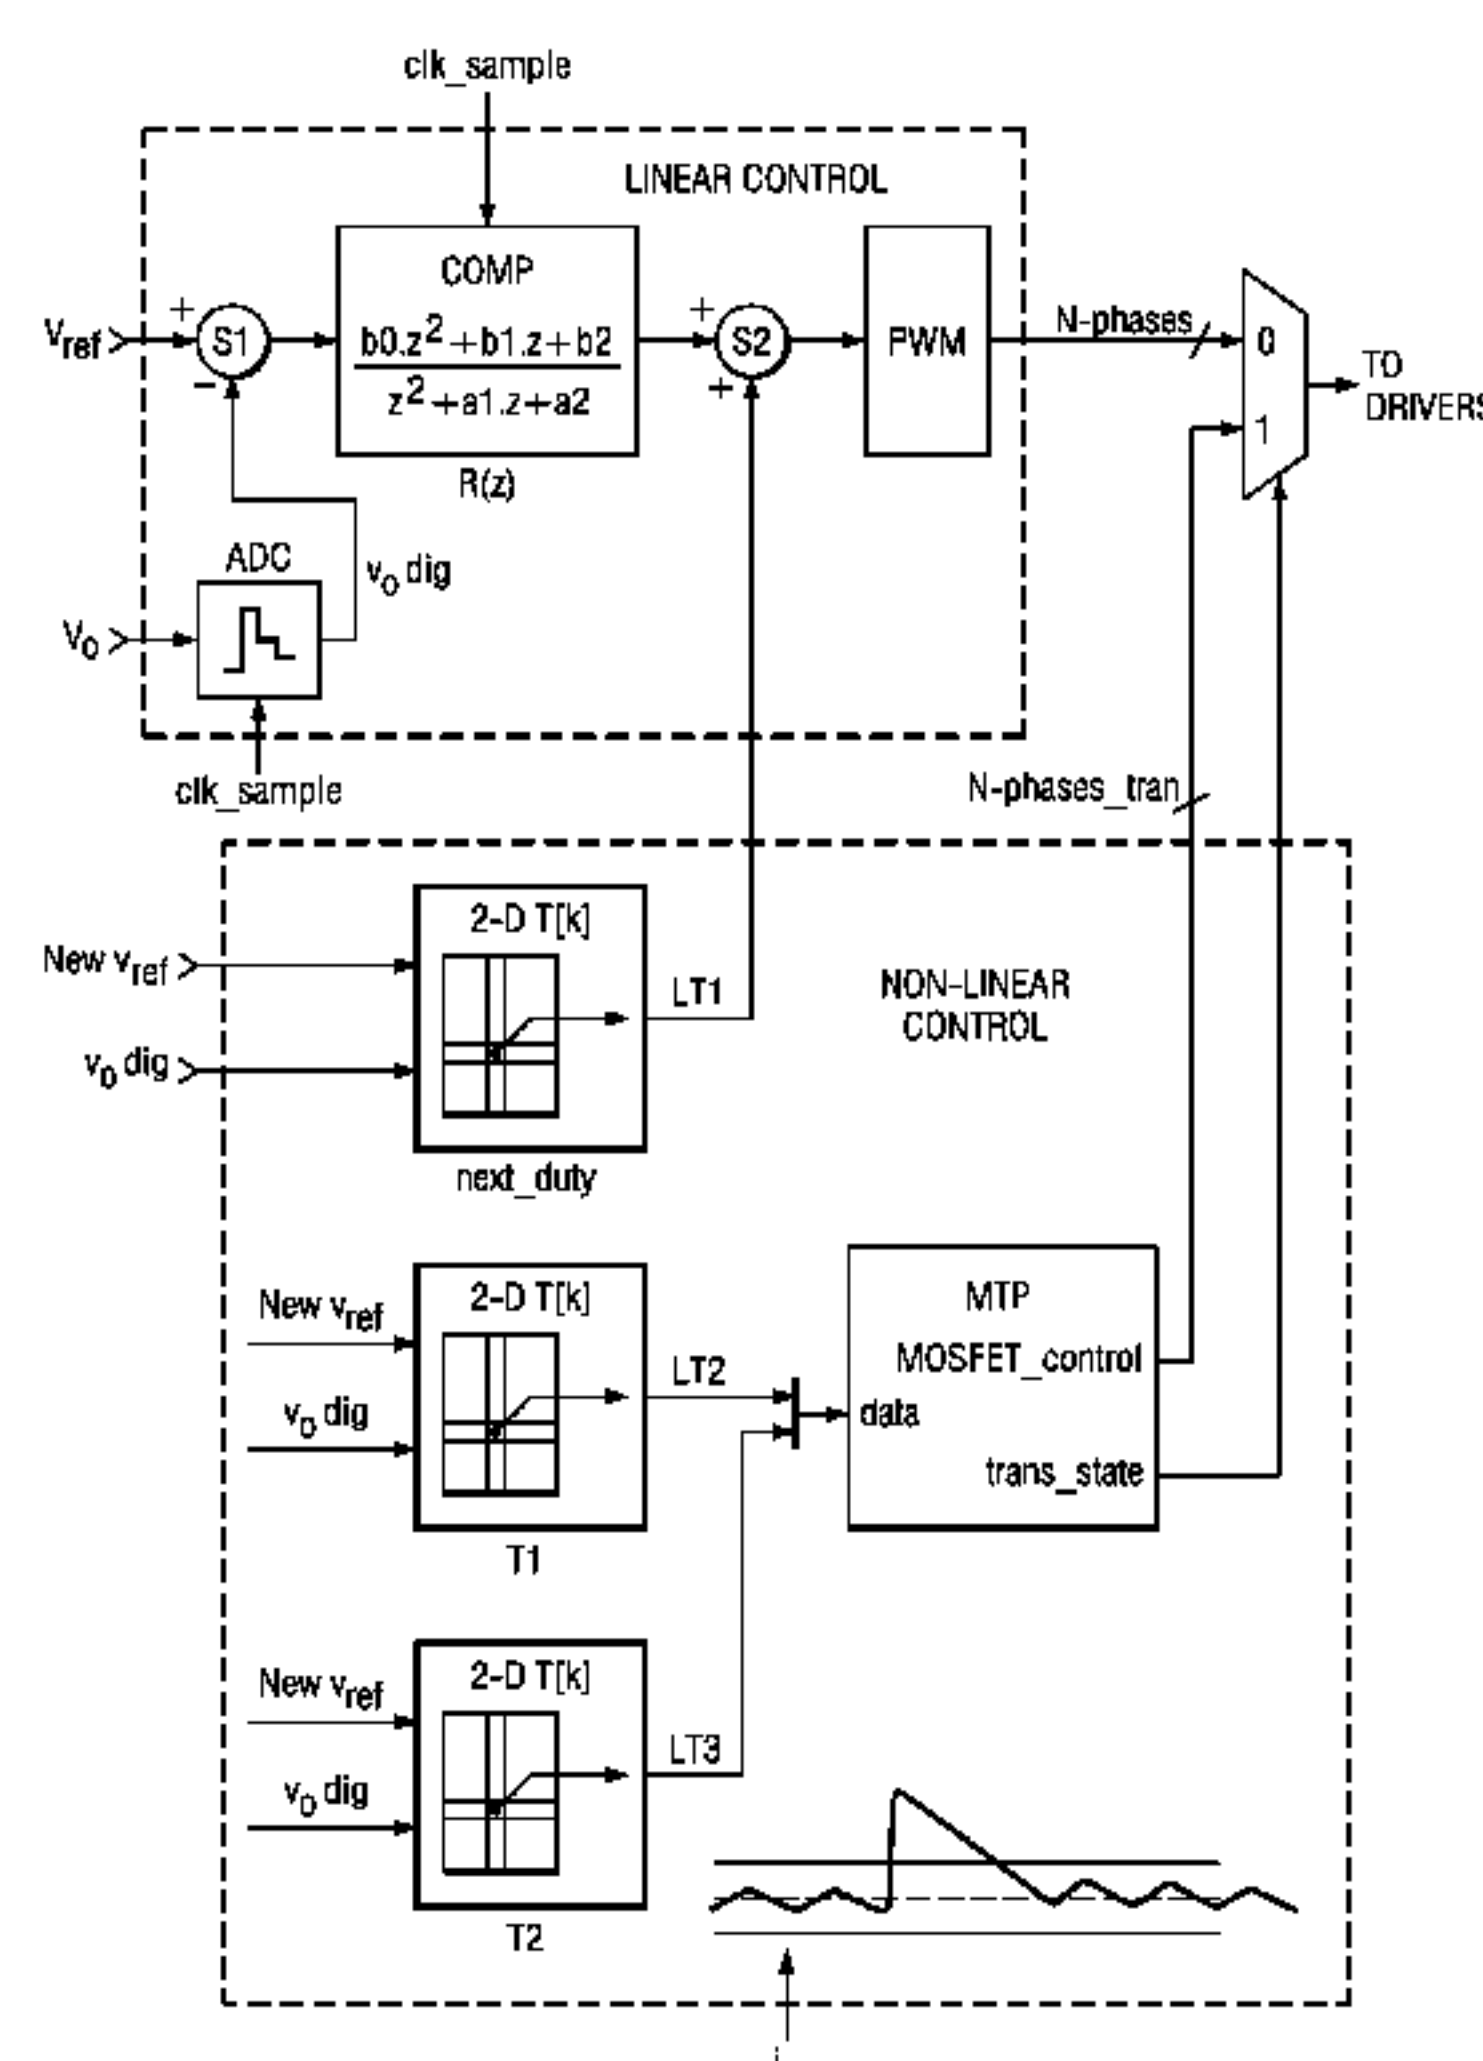 clk_sample
LINEAR CONTROL
COMP
b0.z2+b1.z+b2
z2+a1.z+a2
R(z)
Vref
+
S1
−
+
S2
+
PWM
N-phases
0
1
TO
DRIVERS
ADC
vo dig
Vo
clk_sample
N-phases_tran
2-D T[k]
New vref
vo dig
LT1
next_duty
NON-LINEAR
CONTROL
2-D T[k]
New vref
vo dig
LT2
T1
MTP
MOSFET_control
data
trans_state
2-D T[k]
New vref
vo dig
LT3
T2